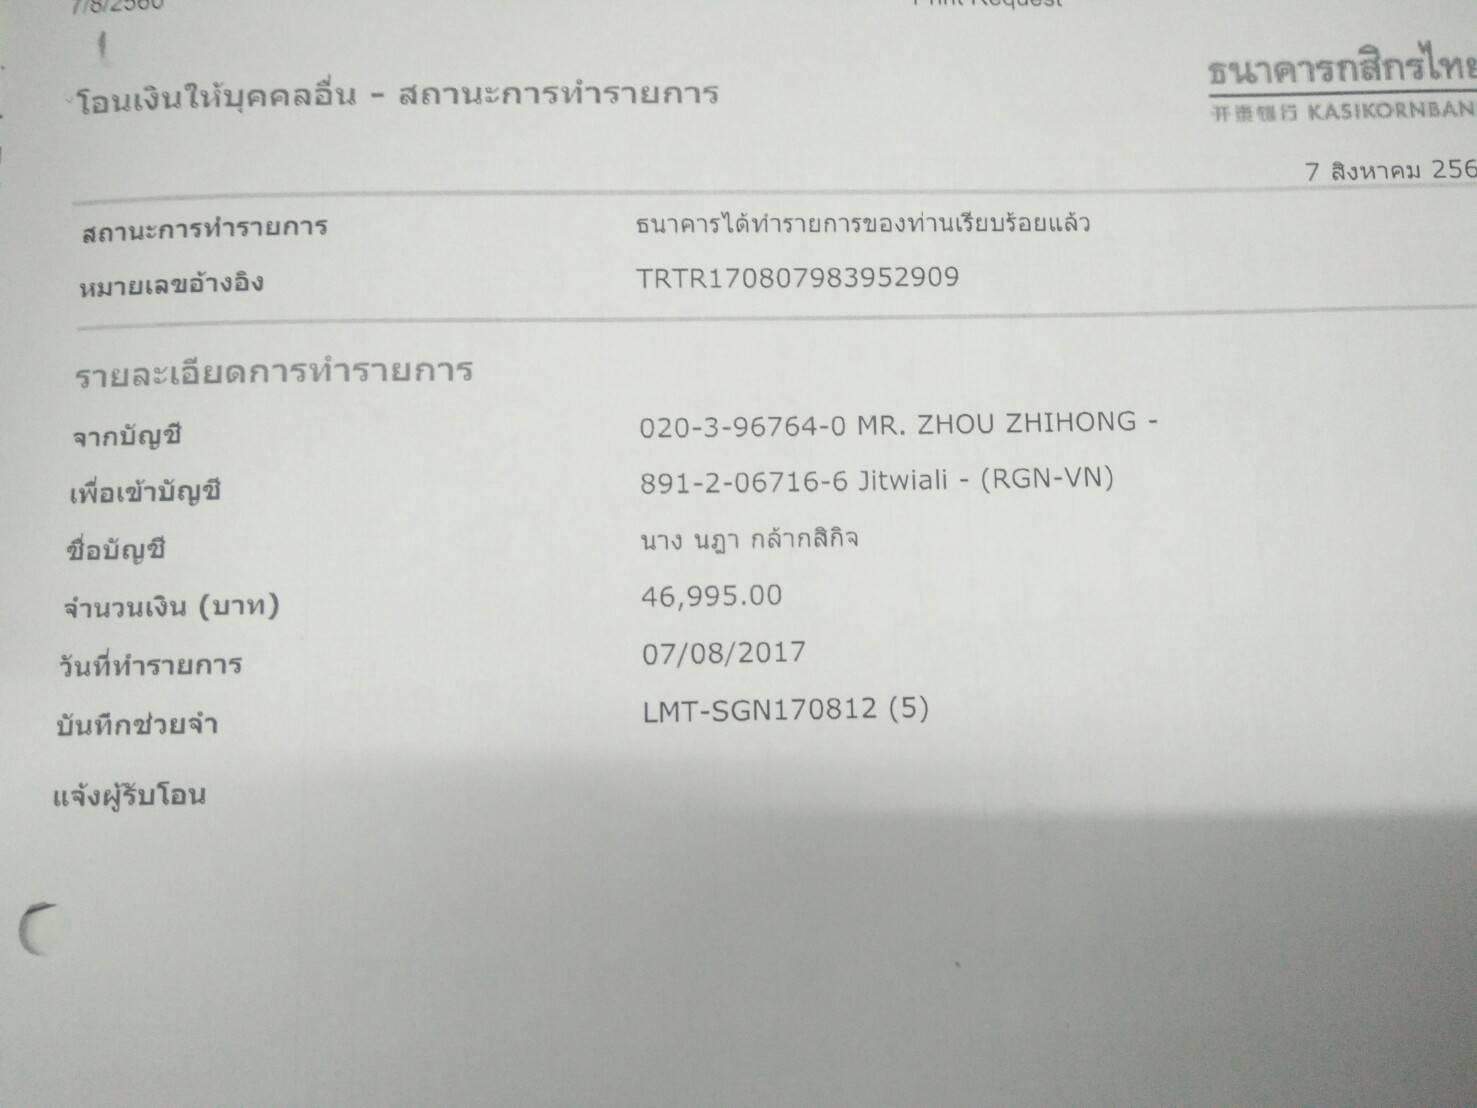 7/8/2560
Print Request
ธนาคารกสิกรไทย
开泰银行 KASIKORNBAN
โอนเงินให้บุคคลอื่น - สถานะการทำรายการ
7 สิงหาคม 256
สถานะการทำรายการ ธนาคารได้ทำรายการของท่านเรียบร้อยแล้ว
หมายเลขอ้างอิง TRTR170807983952909
รายละเอียดการทำรายการ
จากบัญชี 020-3-96764-0 MR. ZHOU ZHIHONG -
เพื่อเข้าบัญชี 891-2-06716-6 Jitwiali - (RGN-VN)
ชื่อบัญชี นาง นฎา กล้ากสิกิจ
จำนวนเงิน (บาท) 46,995.00
วันที่ทำรายการ 07/08/2017
บันทึกช่วยจำ LMT-SGN170812 (5)
แจ้งผู้รับโอน